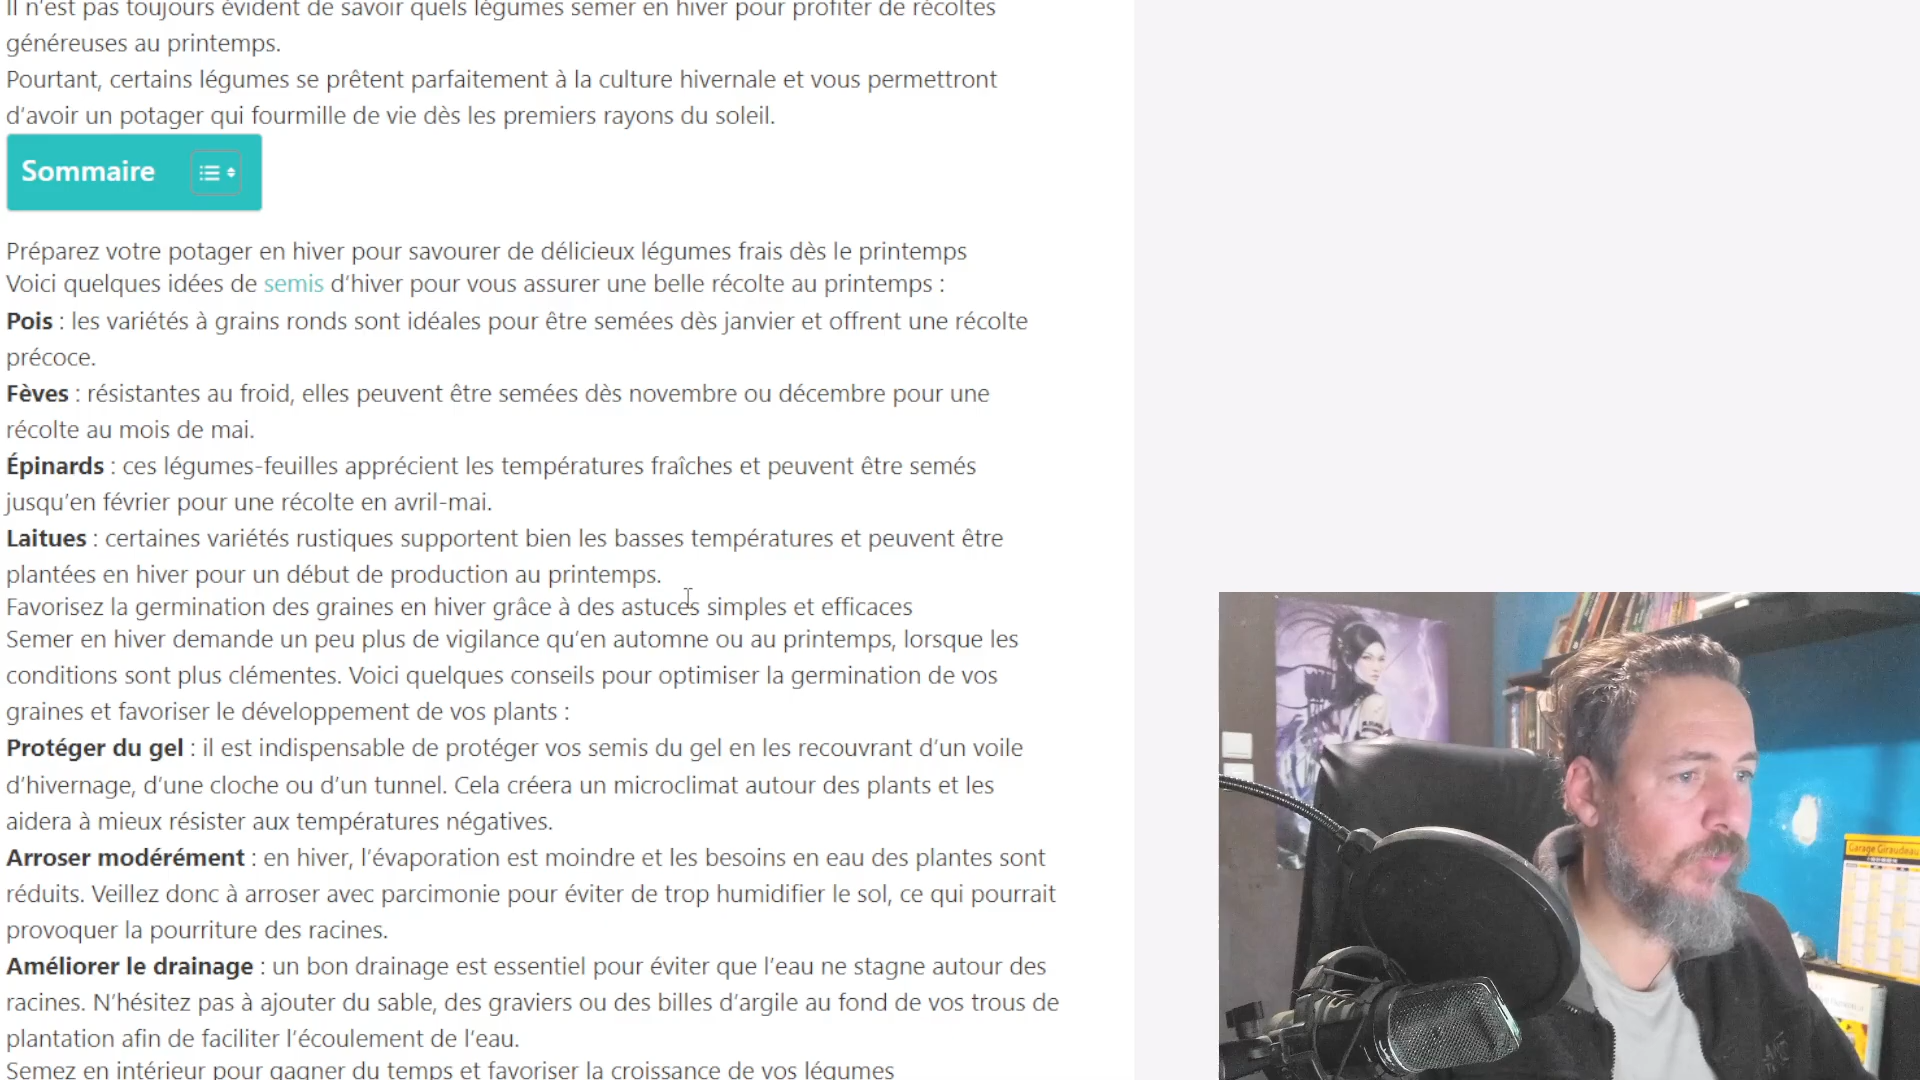 Il n'est pas toujours évident de savoir quels légumes semer en hiver pour profiter de récoltes
généreuses au printemps.
Pourtant, certains légumes se prêtent parfaitement à la culture hivernale et vous permettront
d'avoir un potager qui fourmille de vie dès les premiers rayons du soleil.
Sommaire
Préparez votre potager en hiver pour savourer de délicieux légumes frais dès le printemps
Voici quelques idées de semis d'hiver pour vous assurer une belle récolte au printemps :
Pois : les variétés à grains ronds sont idéales pour être semées dès janvier et offrent une récolte
précoce.
Fèves : résistantes au froid, elles peuvent être semées dès novembre ou décembre pour une
récolte au mois de mai.
Épinards : ces légumes-feuilles apprécient les températures fraîches et peuvent être semés
jusqu'en février pour une récolte en avril-mai.
Laitues : certaines variétés rustiques supportent bien les basses températures et peuvent être
plantées en hiver pour un début de production au printemps.
Favorisez la germination des graines en hiver grâce à des astuces simples et efficaces
Semer en hiver demande un peu plus de vigilance qu'en automne ou au printemps, lorsque les
conditions sont plus clémentes. Voici quelques conseils pour optimiser la germination de vos
graines et favoriser le développement de vos plants :
Protéger du gel : il est indispensable de protéger vos semis du gel en les recouvrant d'un voile
d'hivernage, d'une cloche ou d'un tunnel. Cela créera un microclimat autour des plants et les
aidera à mieux résister aux températures négatives.
Arroser modérément : en hiver, l'évaporation est moindre et les besoins en eau des plantes sont
réduits. Veillez donc à arroser avec parcimonie pour éviter de trop humidifier le sol, ce qui pourrait
provoquer la pourriture des racines.
Améliorer le drainage : un bon drainage est essentiel pour éviter que l'eau ne stagne autour des
racines. N'hésitez pas à ajouter du sable, des graviers ou des billes d'argile au fond de vos trous de
plantation afin de faciliter l'écoulement de l'eau.
Semez en intérieur pour gagner du temps et favoriser la croissance de vos légumes
Garage Giraudeau